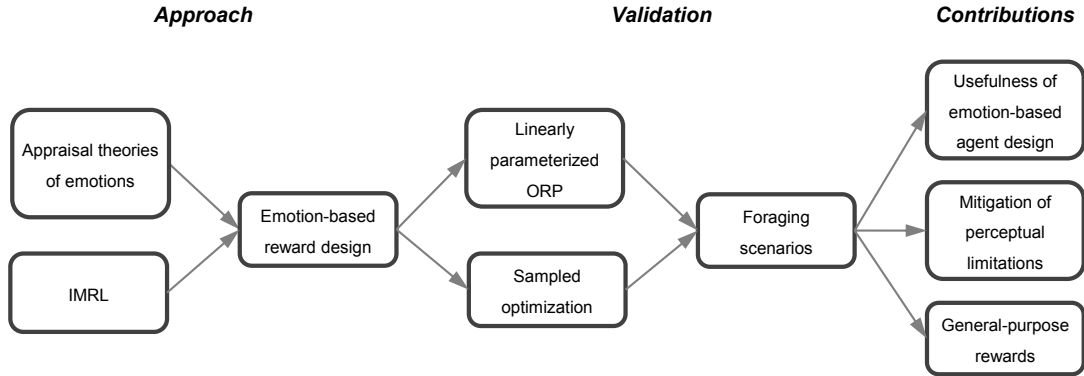 Approach
Validation
Contributions
Appraisal theories
of emotions
IMRL
Emotion-based
reward design
Linearly
parameterized
ORP
Sampled
optimization
Foraging
scenarios
Usefulness of
emotion-based
agent design
Mitigation of
perceptual
limitations
General-purpose
rewards